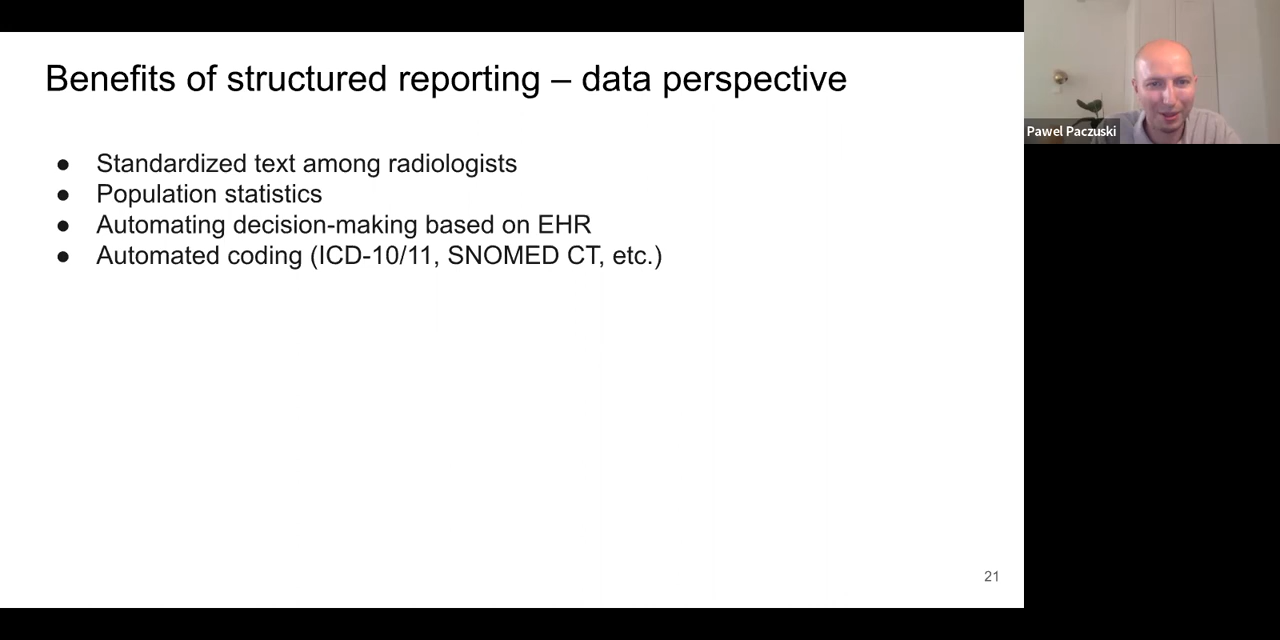 Benefits of structured reporting – data perspective
● Standardized text among radiologists
● Population statistics
● Automating decision-making based on EHR
● Automated coding (ICD-10/11, SNOMED CT, etc.)
21
Pawel Paczuski